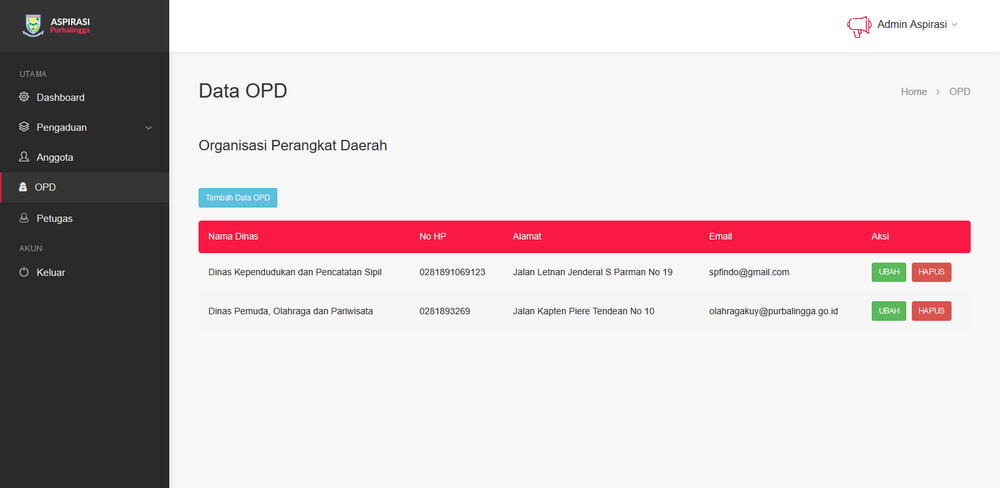 ASPIRASI
Purbalingga
Admin Aspirasi
UTAMA
Dashboard
Pengaduan
Anggota
OPD
Petugas
AKUN
Keluar
Data OPD
Home > OPD
Organisasi Perangkat Daerah
Tambah Data OPD
Nama Dinas No HP Alamat Email Aksi
Dinas Kependudukan dan Pencatatan Sipil 0281891069123 Jalan Letnan Jenderal S Parman No 19 spfindo@gmail.com UBAH HAPUS
Dinas Pemuda, Olahraga dan Pariwisata 0281893269 Jalan Kapten Piere Tendean No 10 olahragakuy@purbalingga.go.id UBAH HAPUS